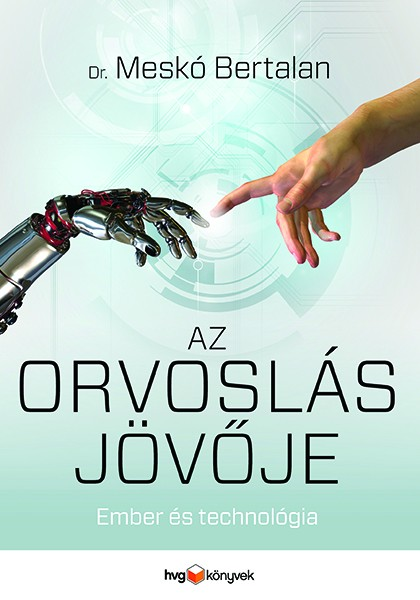 Dr. Meskó Bertalan
AZ
ORVOSLÁS
JÖVŐJE
Ember és technológia
hvg könyvek